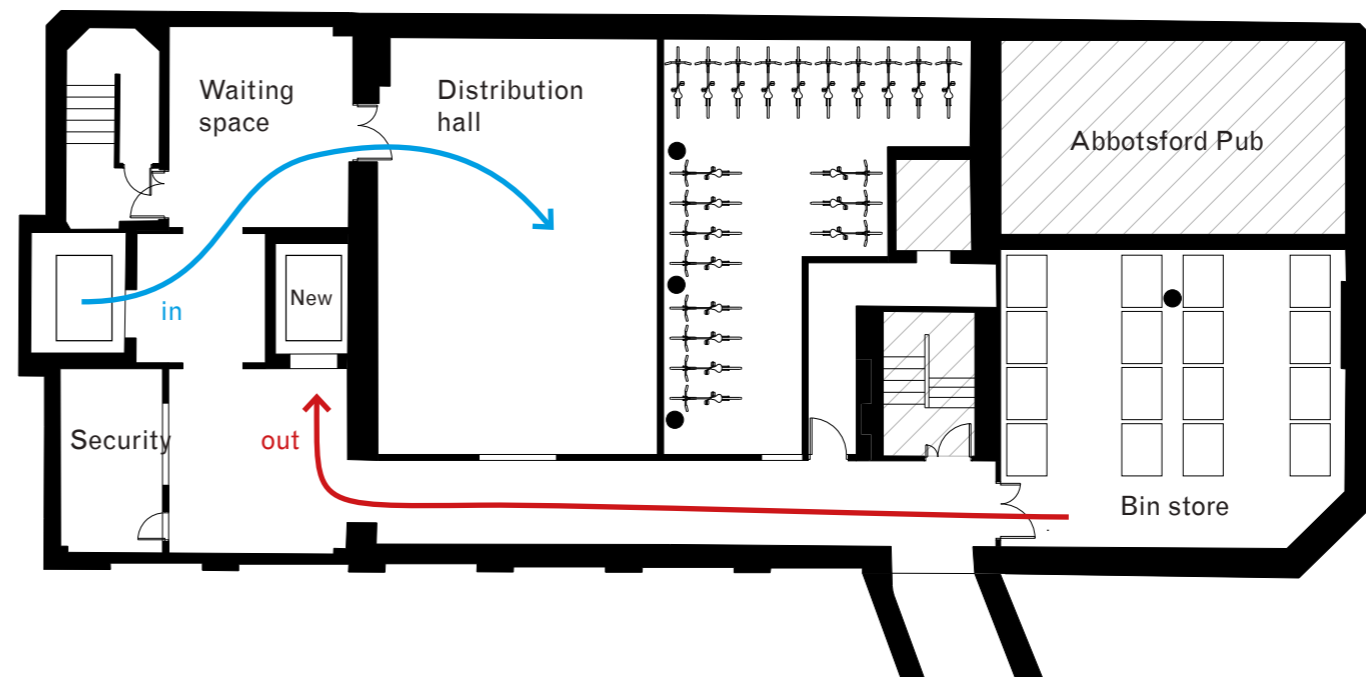 Waiting
space
Distribution
hall
Abbotsford Pub
in
New
Security
out
Bin store